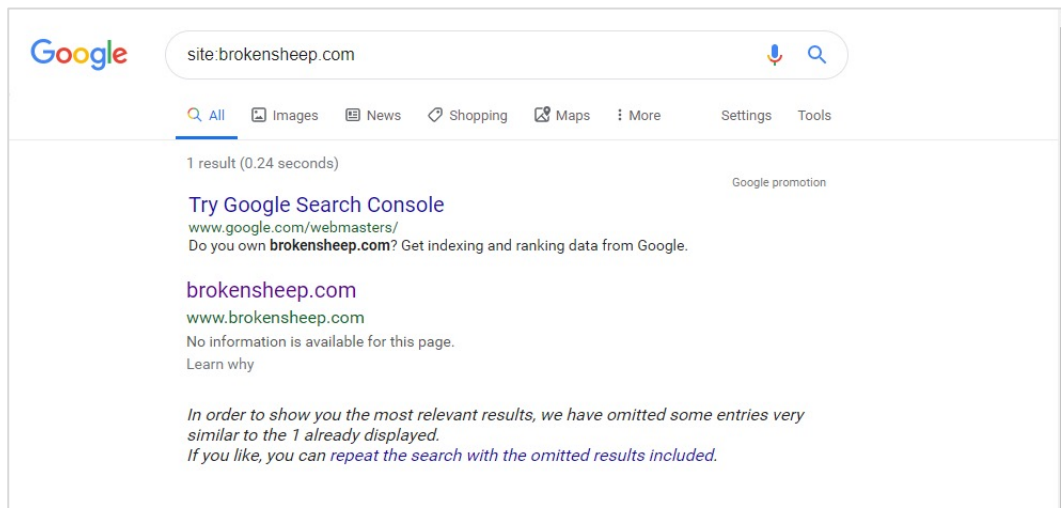 Google
site:brokensheep.com
All Images News Shopping Maps More Settings Tools
1 result (0.24 seconds)
Google promotion
Try Google Search Console
www.google.com/webmasters/
Do you own brokensheep.com? Get indexing and ranking data from Google.
brokensheep.com
www.brokensheep.com
No information is available for this page.
Learn why
In order to show you the most relevant results, we have omitted some entries very
similar to the 1 already displayed.
If you like, you can repeat the search with the omitted results included.